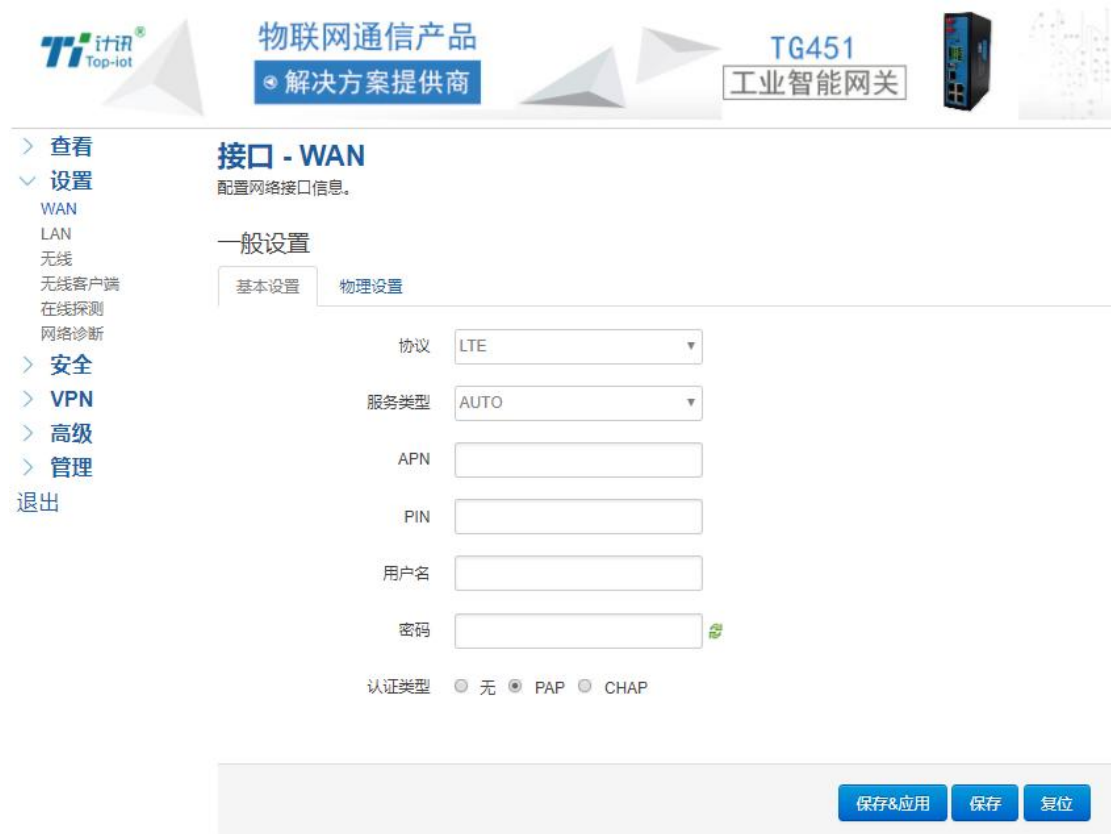 计讯®
Top-iot
物联网通信产品
解决方案提供商
TG451
工业智能网关
查看
设置
WAN
LAN
无线
无线客户端
在线探测
网络诊断
安全
VPN
高级
管理
退出
接口 - WAN
配置网络接口信息。
一般设置
基本设置 物理设置
协议 LTE
服务类型 AUTO
APN
PIN
用户名
密码
认证类型 无 PAP CHAP
保存&应用 保存 复位